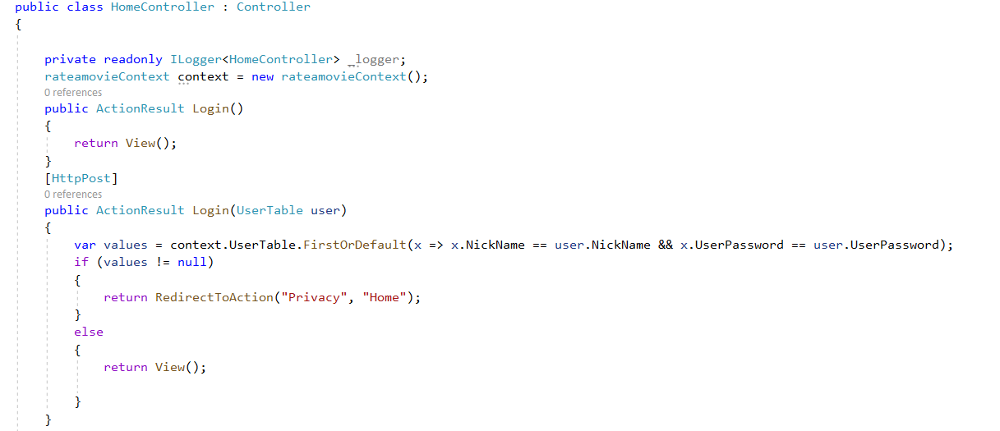 public class HomeController : Controller
{
private readonly ILogger<HomeController> _logger;
rateamovieContext context = new rateamovieContext();
0 references
public ActionResult Login()
{
return View();
}
[HttpPost]
0 references
public ActionResult Login(UserTable user)
{
var values = context.UserTable.FirstOrDefault(x => x.NickName == user.NickName && x.UserPassword == user.UserPassword);
if (values != null)
{
return RedirectToAction("Privacy", "Home");
}
else
{
return View();
}
}